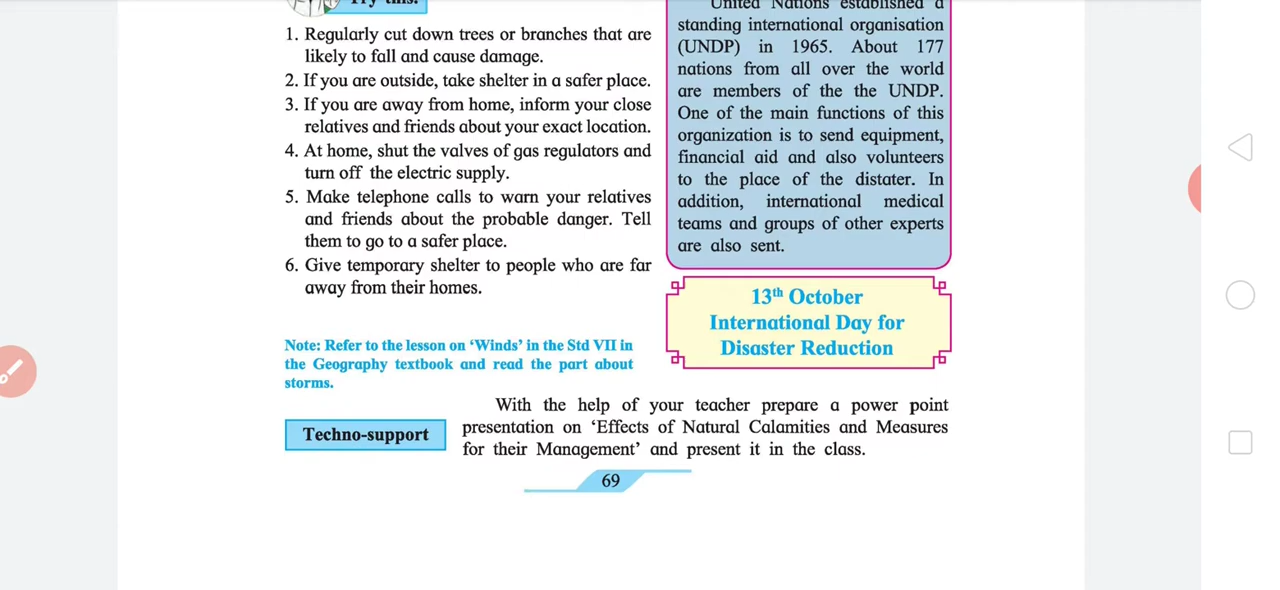 Try this.
1. Regularly cut down trees or branches that are
likely to fall and cause damage.
2. If you are outside, take shelter in a safer place.
3. If you are away from home, inform your close
relatives and friends about your exact location.
4. At home, shut the valves of gas regulators and
turn off the electric supply.
5. Make telephone calls to warn your relatives
and friends about the probable danger. Tell
them to go to a safer place.
6. Give temporary shelter to people who are far
away from their homes.
Note: Refer to the lesson on ‘Winds’ in the Std VII in
the Geography textbook and read the part about
storms.
United Nations established a
standing international organisation
(UNDP) in 1965. About 177
nations from all over the world
are members of the the UNDP.
One of the main functions of this
organization is to send equipment,
financial aid and also volunteers
to the place of the distater. In
addition, international medical
teams and groups of other experts
are also sent.
13th October
International Day for
Disaster Reduction
Techno-support
With the help of your teacher prepare a power point
presentation on ‘Effects of Natural Calamities and Measures
for their Management’ and present it in the class.
69